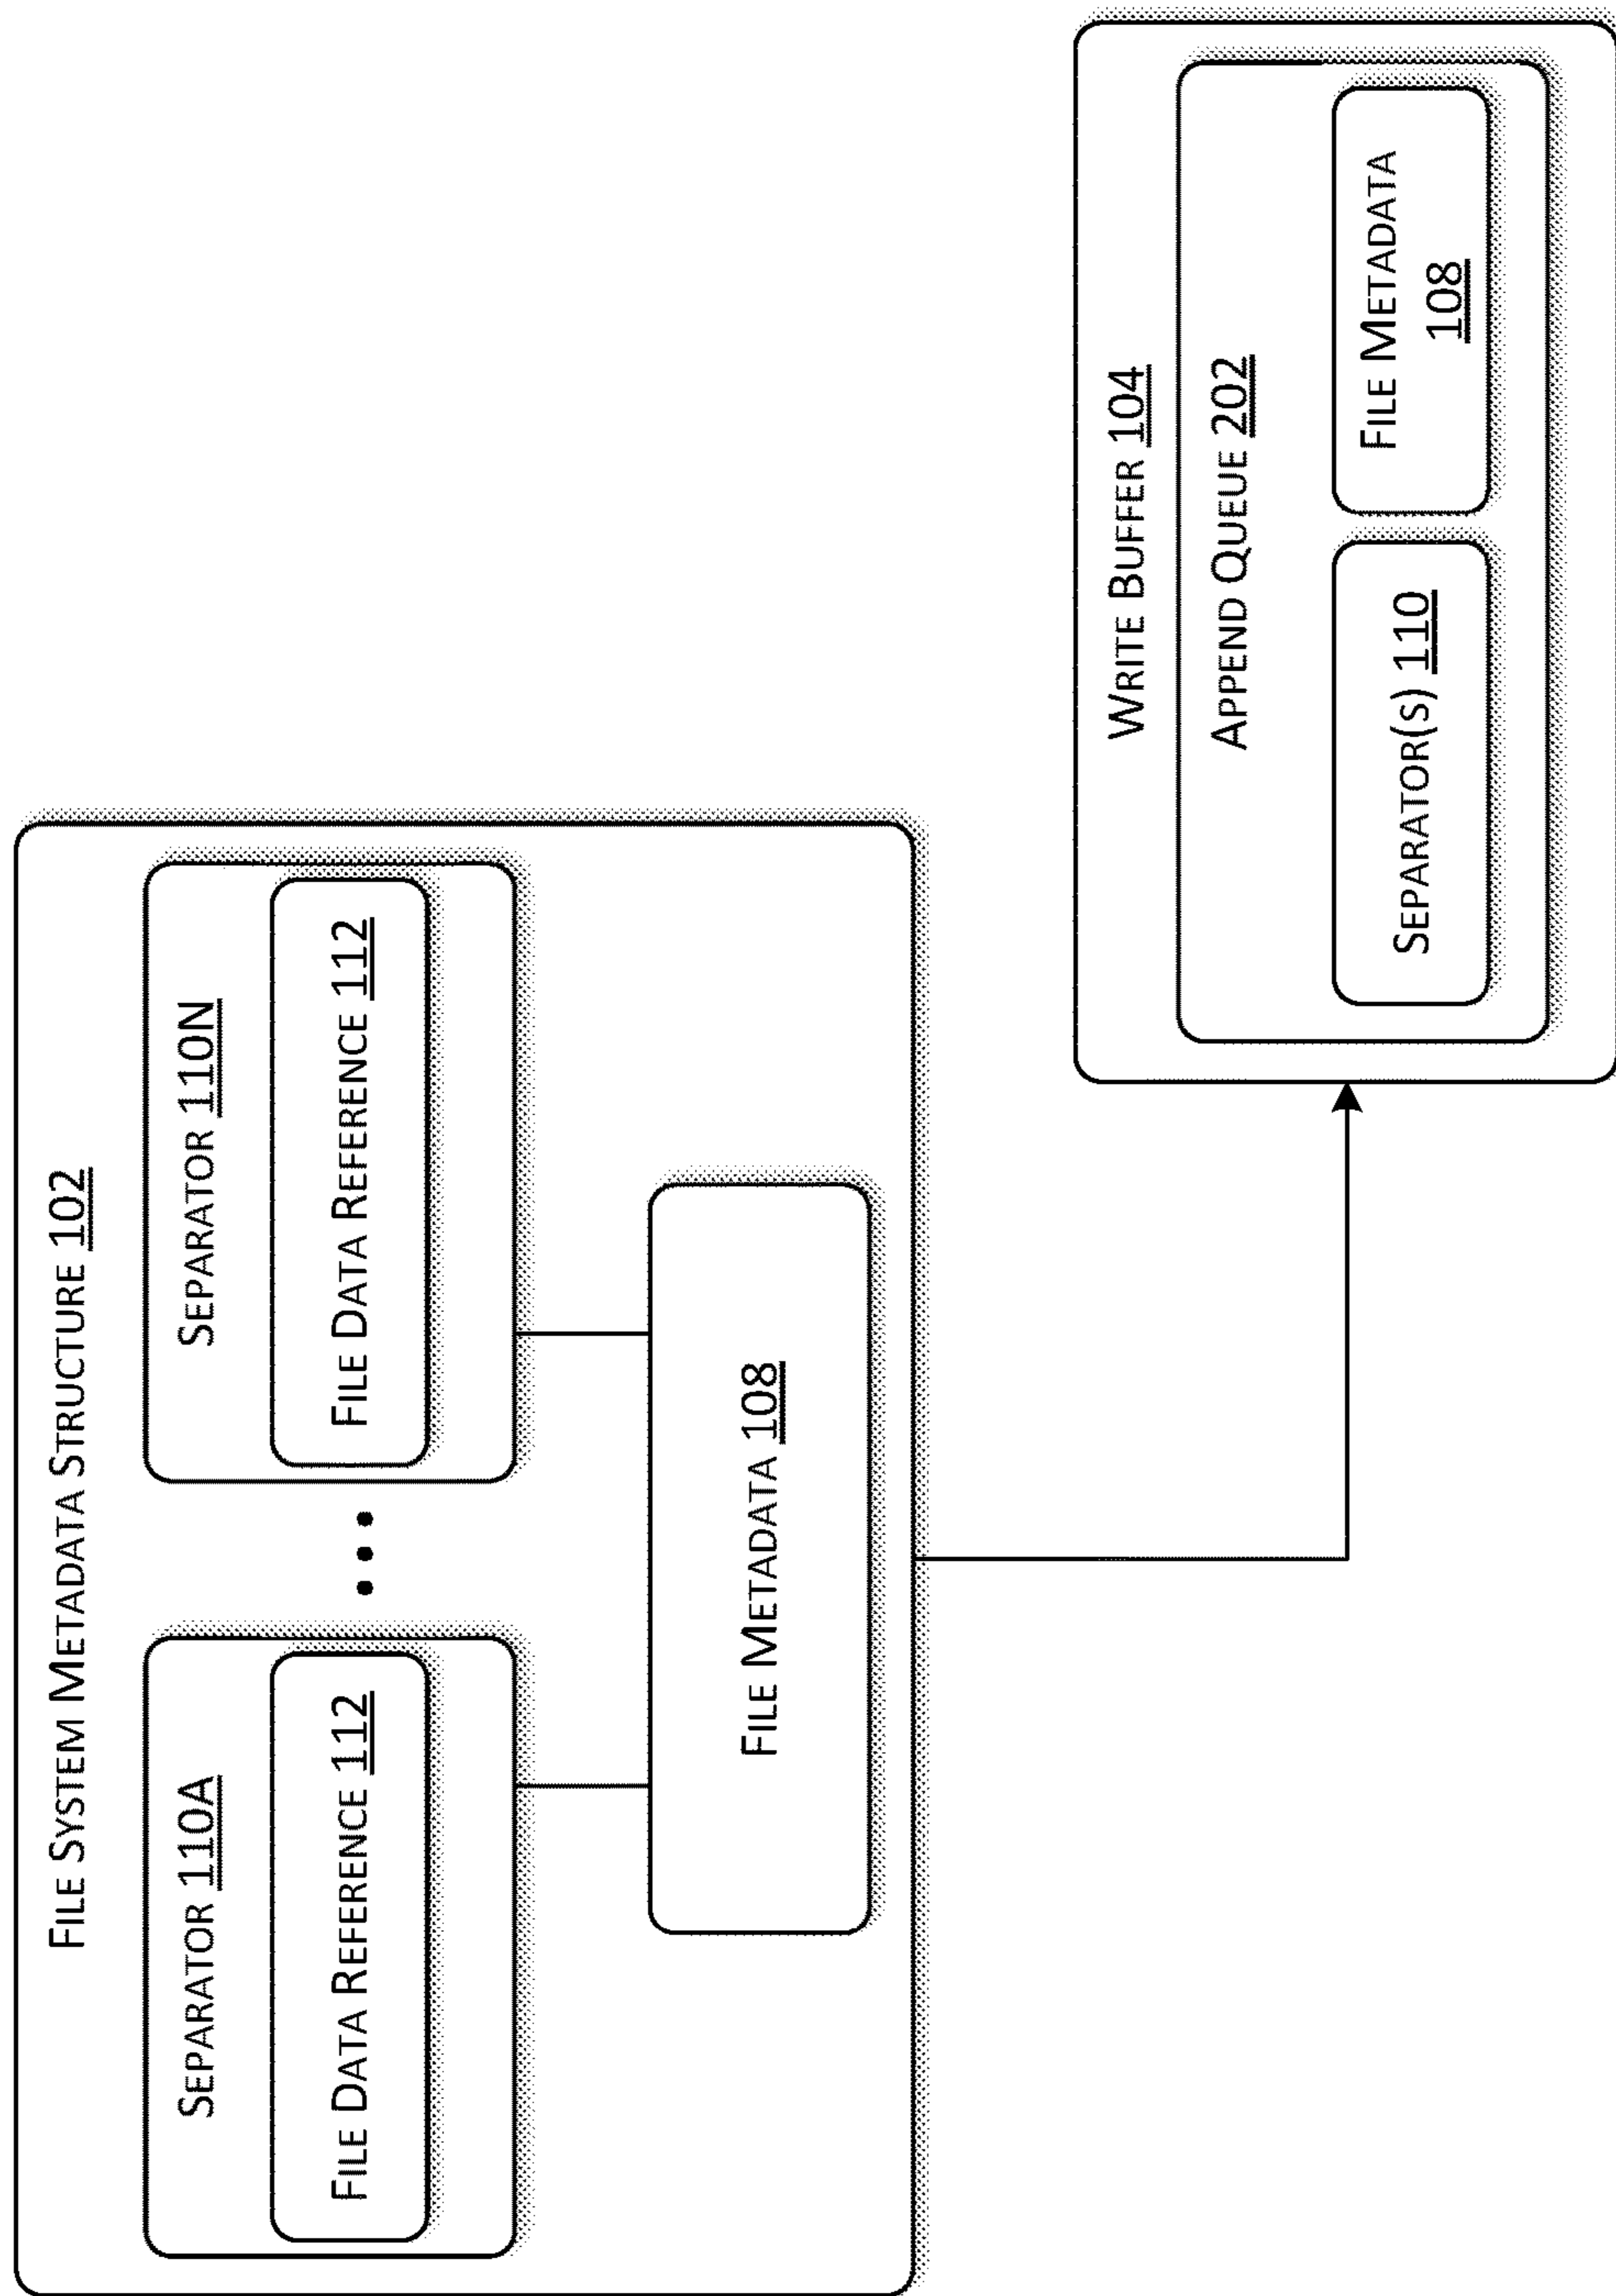 FILE SYSTEM METADATA STRUCTURE 102
SEPARATOR 110A
FILE DATA REFERENCE 112
SEPARATOR 110N
FILE DATA REFERENCE 112
FILE METADATA 108
WRITE BUFFER 104
APPEND QUEUE 202
SEPARATOR(S) 110
FILE METADATA
108